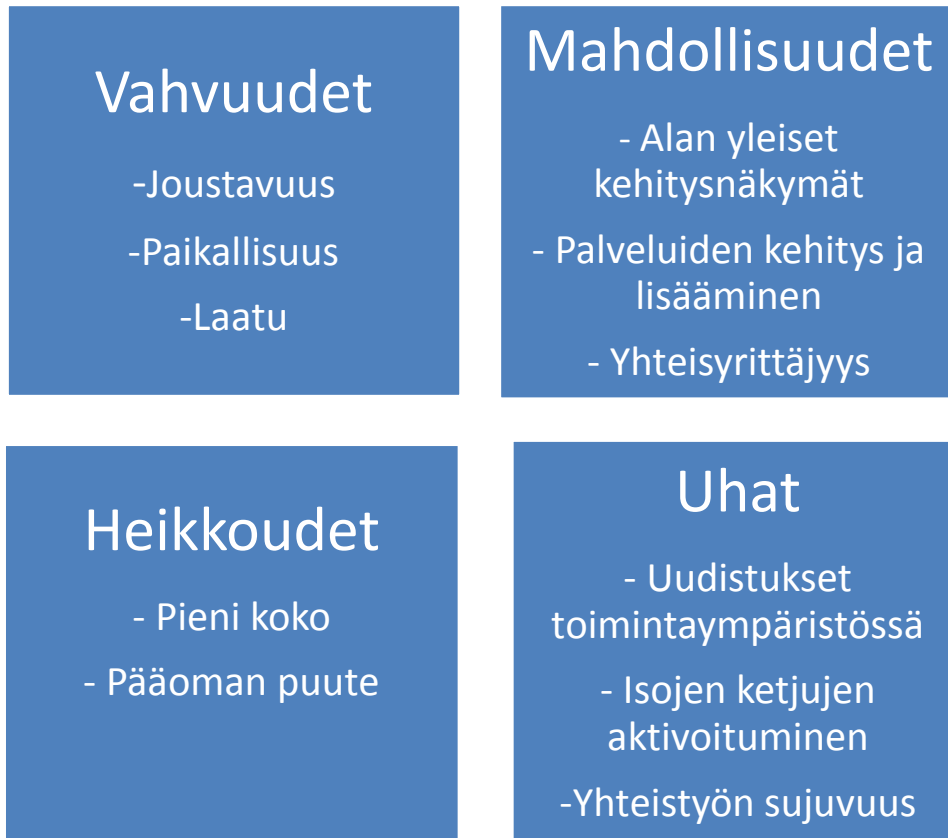 Vahvuudet
-Joustavuus
-Paikallisuus
-Laatu
Mahdollisuudet
- Alan yleiset
kehitysnäkymät
- Palveluiden kehitys ja
lisääminen
- Yhteisyrittäjyys
Heikkoudet
- Pieni koko
- Pääoman puute
Uhat
- Uudistukset
toimintaympäristössä
- Isojen ketjujen
aktivoituminen
-Yhteistyön sujuvuus